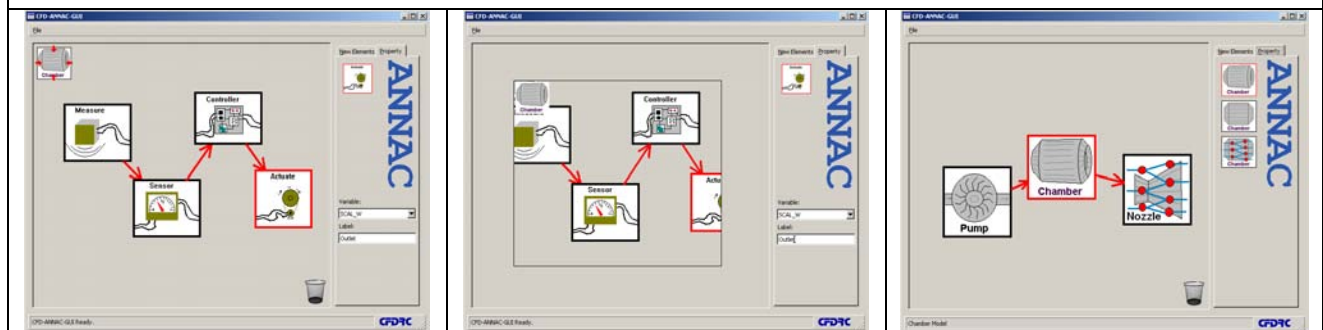 CFD-ANNAC-GUI
File
New Elements Property
Chamber
Measure
Controller
Sensor
Actuate
Actuate
ANNAC
Variable:
SCAL_W
Label:
Outlet
CFD-ANNAC-GUI Ready.
CFDRC
CFD-ANNAC-GUI
File
New Elements Property
Chamber
Controller
Sensor
Actu
Actuate
ANNAC
Variable:
SCAL_W
Label:
Outlet
CFD-ANNAC-GUI Ready.
CFDRC
CFD-ANNAC-GUI
File
New Elements Property
Pump
Chamber
Nozzle
Chamber
Chamber
Chamber
ANNAC
Chamber Model
CFDRC